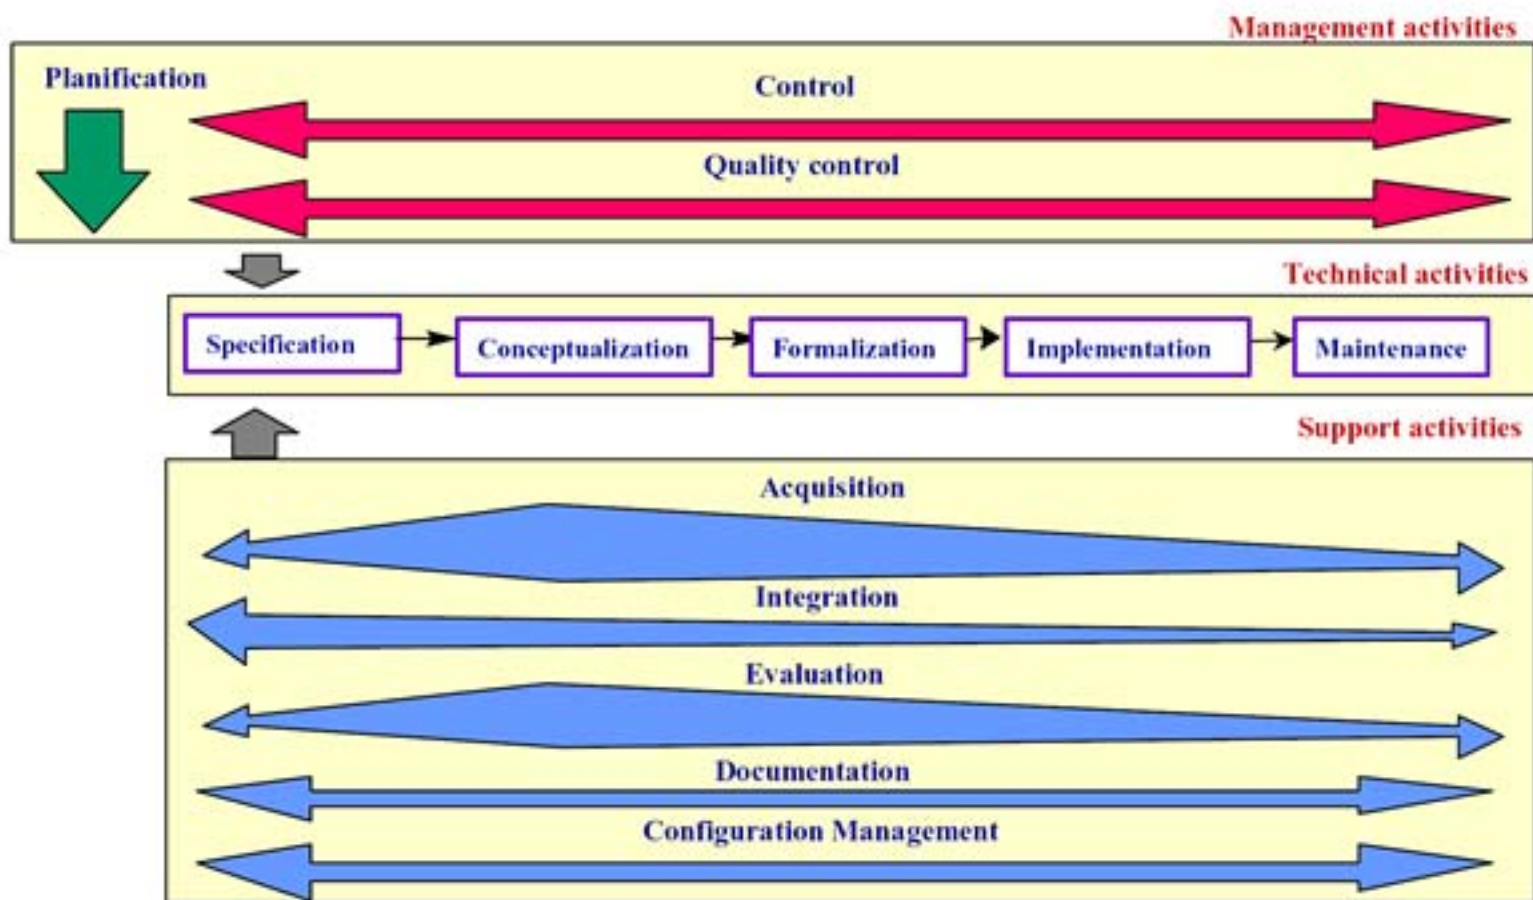 Management activities
Planification
Control
Quality control
Technical activities
Specification
Conceptualization
Formalization
Implementation
Maintenance
Support activities
Acquisition
Integration
Evaluation
Documentation
Configuration Management